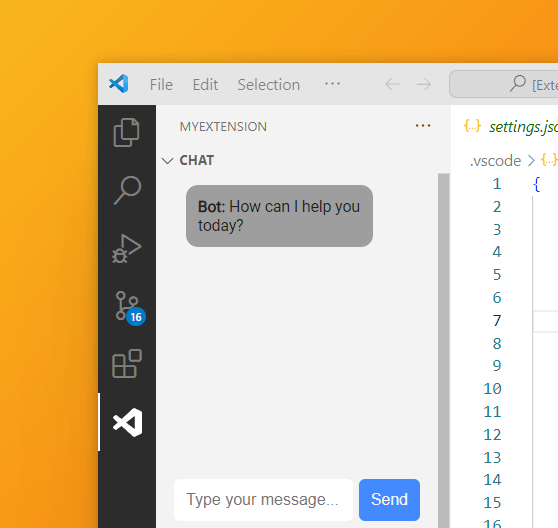 File Edit Selection ···
[Exte
MYEXTENSION ···
CHAT
Bot: How can I help you
today?
16
Type your message... Send
{..} settings.jsc
.vscode > {..}
1 {
2
3
4
5
6
7
8
9
10
11
12
13
14
15
16